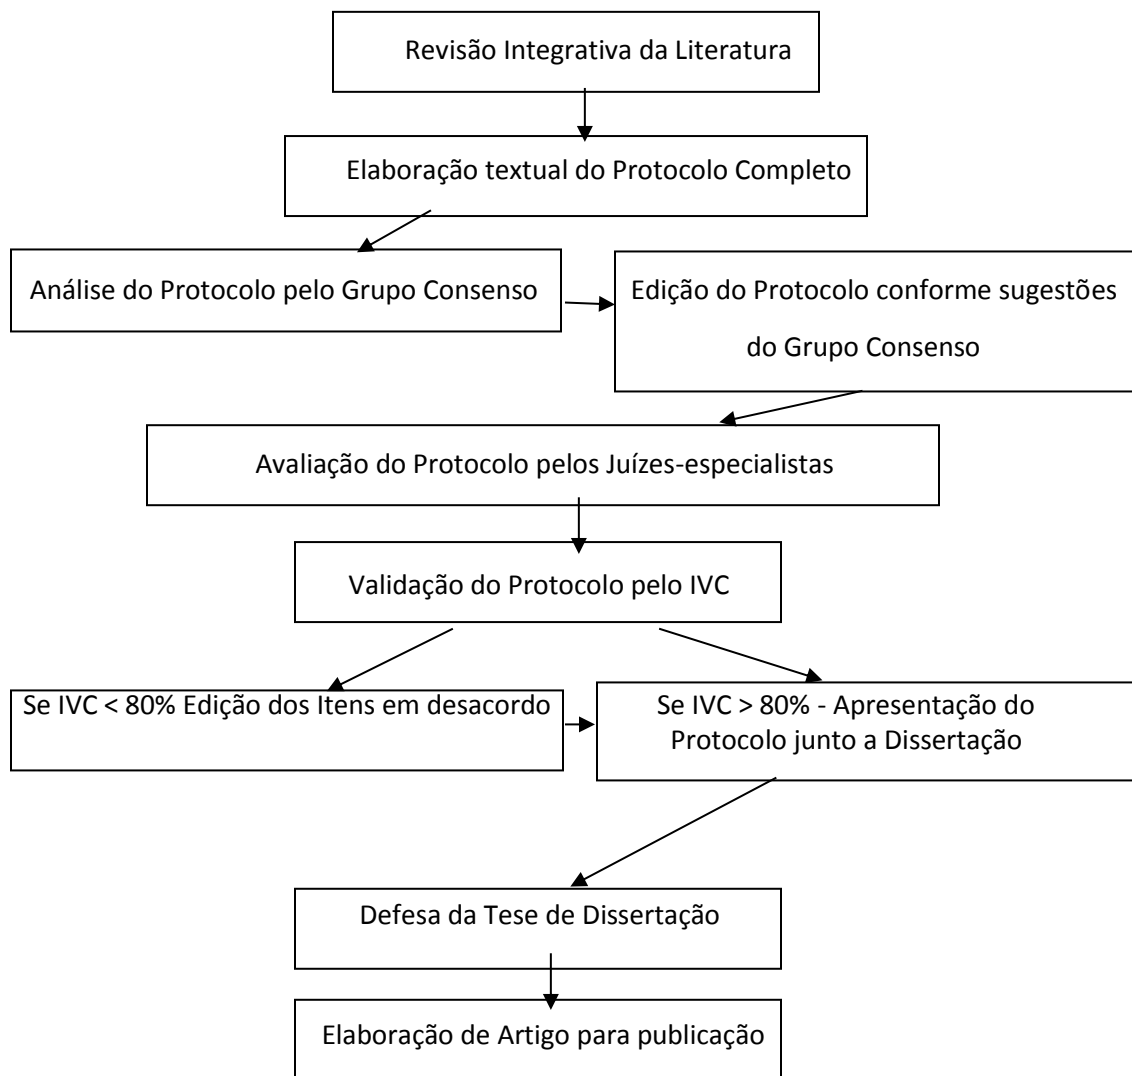 Revisão Integrativa da Literatura
Elaboração textual do Protocolo Completo
Análise do Protocolo pelo Grupo Consenso
Edição do Protocolo conforme sugestões
do Grupo Consenso
Avaliação do Protocolo pelos Juízes-especialistas
Validação do Protocolo pelo IVC
Se IVC < 80% Edição dos Itens em desacordo
Se IVC > 80% - Apresentação do
Protocolo junto a Dissertação
Defesa da Tese de Dissertação
Elaboração de Artigo para publicação